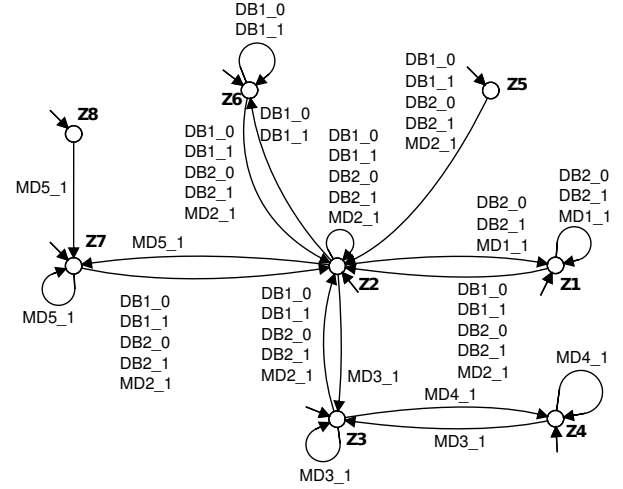 DB1_0
DB1_1
Z6
DB1_0
DB1_1
DB1_0
DB1_1
DB2_0
DB2_1
MD2_1
DB1_0
DB1_1
DB2_0
DB2_1
MD2_1
Z5
Z8
MD5_1
DB1_0
DB1_1
DB2_0
DB2_1
MD2_1
DB2_0
DB2_1
MD1_1
DB2_0
DB2_1
MD1_1
Z7
MD5_1
Z2
Z1
MD5_1
DB1_0
DB1_1
DB2_0
DB2_1
MD2_1
DB1_0
DB1_1
DB2_0
DB2_1
MD2_1
DB1_0
DB1_1
DB2_0
DB2_1
MD2_1
MD3_1
MD4_1
MD4_1
Z3
MD3_1
Z4
MD3_1